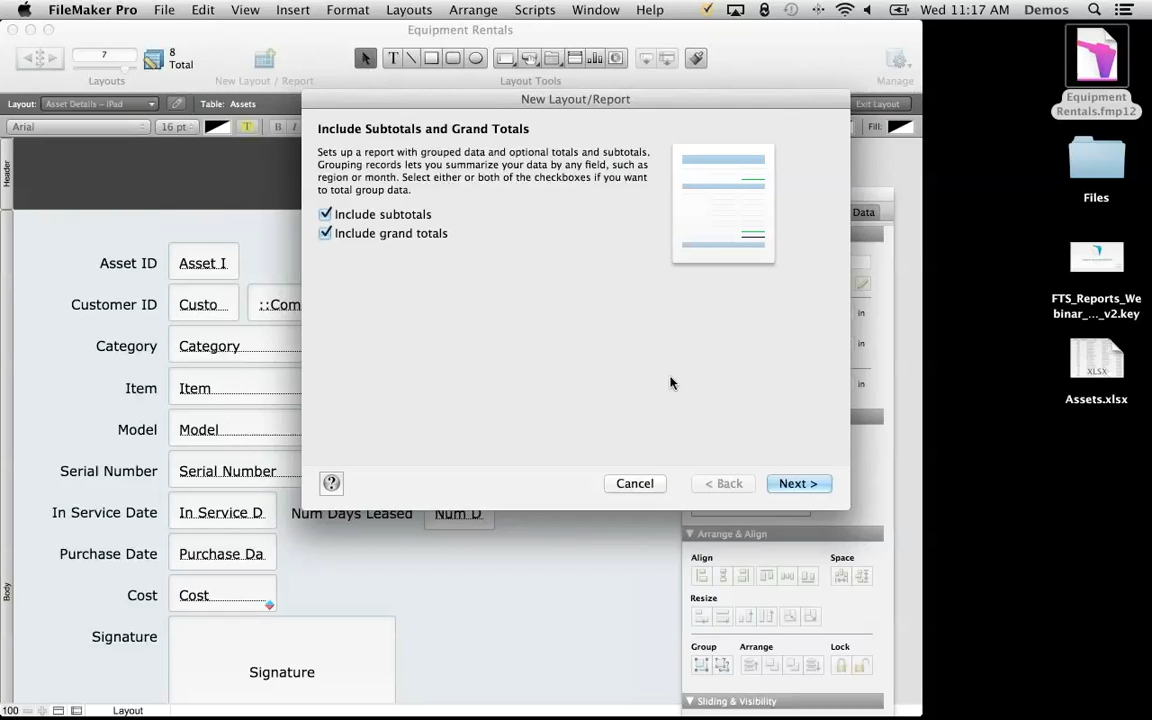 FileMaker Pro File Edit View Insert Format Layouts Arrange Scripts Window Help Wed 11:17 AM Demos
Equipment Rentals
7
8
Total
Layouts
New Layout / Report
Layout Tools
Manage
Layout: Asset Details - iPad Table: Assets Exit Layout
Arial 16 pt B I Fill:
New Layout/Report
Include Subtotals and Grand Totals
Sets up a report with grouped data and optional totals and subtotals.
Grouping records lets you summarize your data by any field, such as
region or month. Select either or both of the checkboxes if you want
to total group data.
Include subtotals
Include grand totals
? Cancel < Back Next >
Header
Body
Asset ID Asset I
Customer ID Custo ::Com
Category Category
Item Item
Model Model
Serial Number Serial Number
In Service Date In Service D Num Days Leased Num D
Purchase Date Purchase Da
Cost Cost
Signature
Signature
Data
in
in
in
Arrange & Align
Align Space
Resize
Group Arrange Lock
Sliding & Visibility
100 Layout
Equipment
Rentals.fmp12
Files
FTS_Reports_We
binar_..._v2.key
XLSX
Assets.xlsx